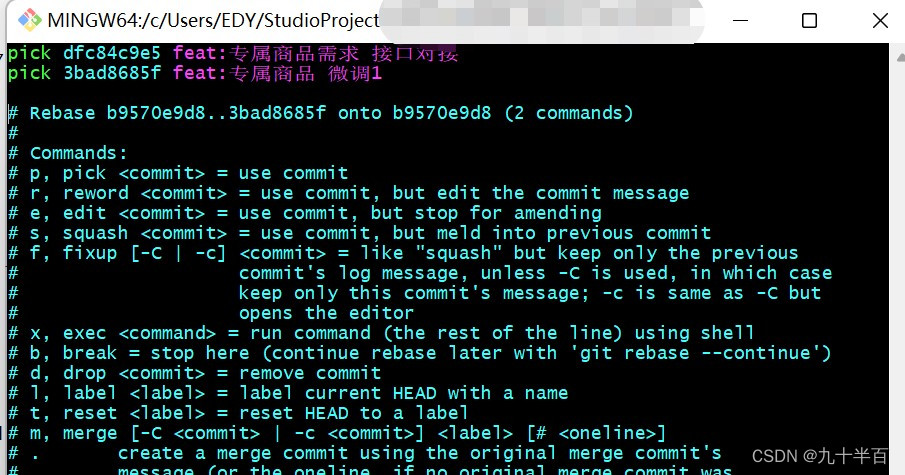 MINGW64:/c/Users/EDY/StudioProject
pick dfc84c9e5 feat:专属商品需求 接口对接
pick 3bad8685f feat:专属商品 微调1
# Rebase b9570e9d8..3bad8685f onto b9570e9d8 (2 commands)
#
# Commands:
# p, pick <commit> = use commit
# r, reword <commit> = use commit, but edit the commit message
# e, edit <commit> = use commit, but stop for amending
# s, squash <commit> = use commit, but meld into previous commit
# f, fixup [-C | -c] <commit> = like "squash" but keep only the previous
#                    commit's log message, unless -C is used, in which case
#                    keep only this commit's message; -c is same as -C but
#                    opens the editor
# x, exec <command> = run command (the rest of the line) using shell
# b, break = stop here (continue rebase later with 'git rebase --continue')
# d, drop <commit> = remove commit
# l, label <label> = label current HEAD with a name
# t, reset <label> = reset HEAD to a label
# m, merge [-C <commit> | -c <commit>] <label> [# <oneline>]
# .       create a merge commit using the original merge commit's
#         message (or the oneline, if no original merge commit was
CSDN @九十半百